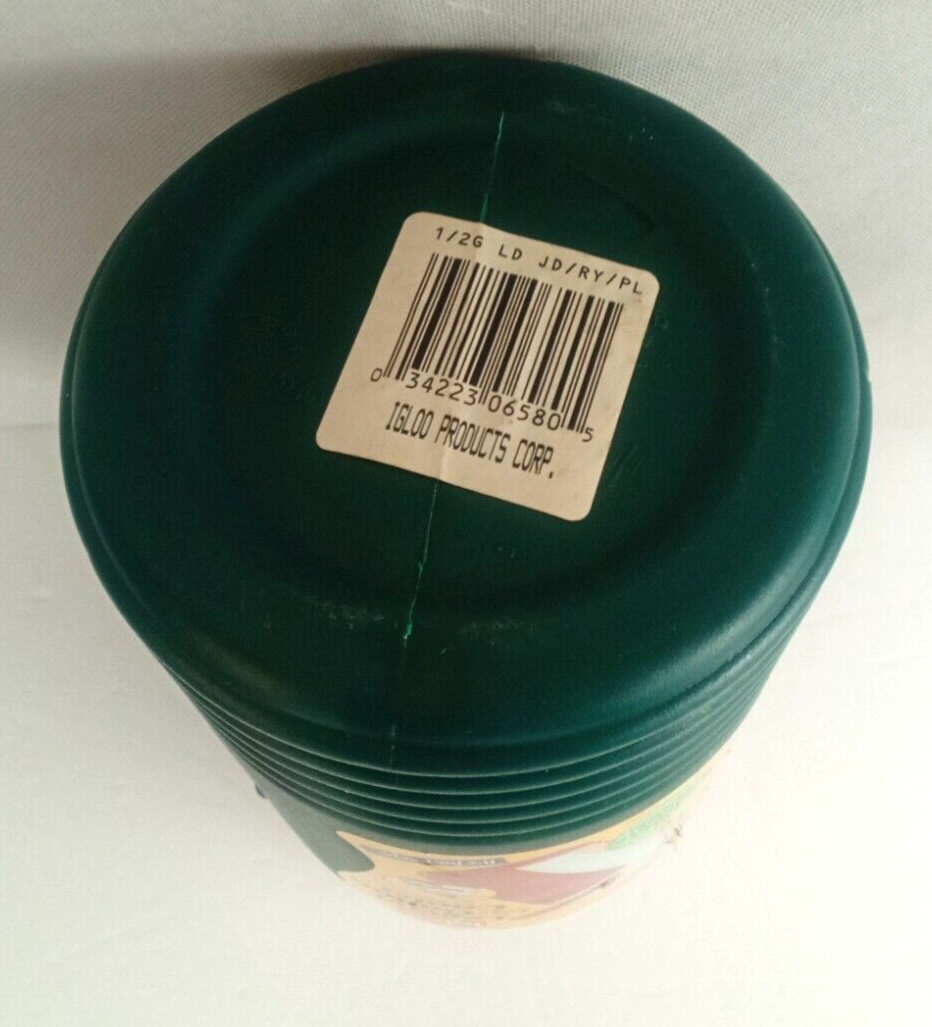 1/2G LD JD/RY/PL
0 34223 06580 5
IGLOO PRODUCTS CORP.